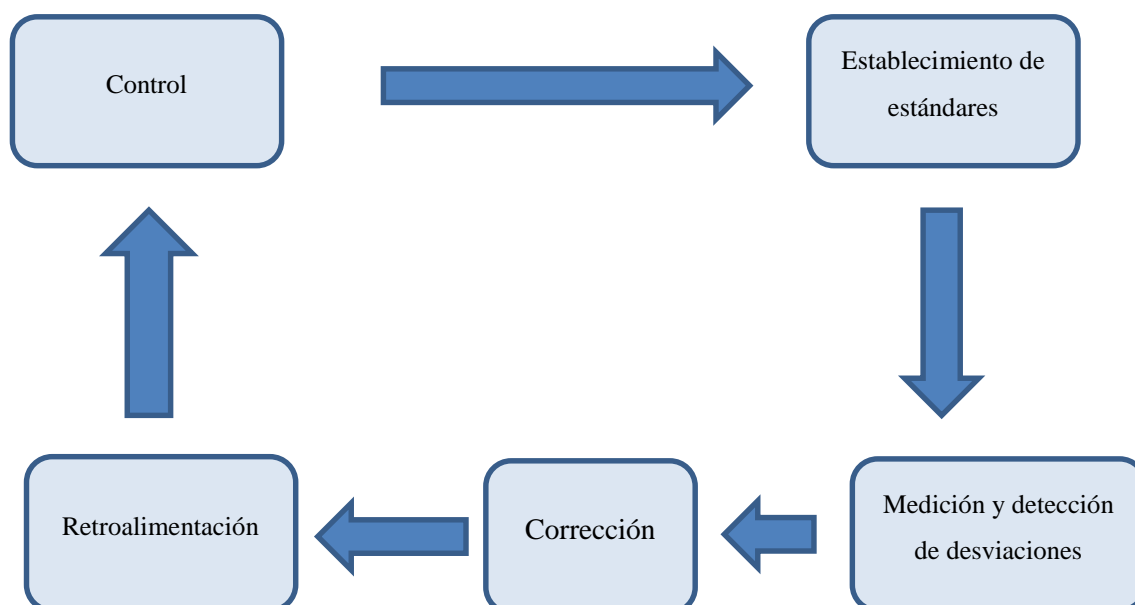 Control
Establecimiento de
estándares
Medición y detección
de desviaciones
Corrección
Retroalimentación